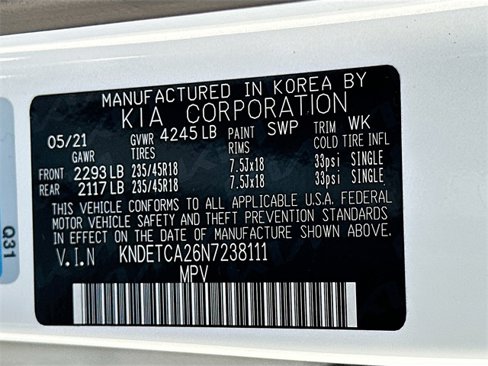 MANUFACTURED IN KOREA BY
KIA CORPORATION
05/21 GVWR 4245 LB PAINT SWP TRIM WK
GAWR TIRES RIMS COLD TIRE INFL
FRONT 2293 LB 235/45R18 7.5Jx18 33psi SINGLE
REAR 2117 LB 235/45R18 7.5Jx18 33psi SINGLE
THIS VEHICLE CONFORMS TO ALL APPLICABLE U.S.A. FEDERAL
MOTOR VEHICLE SAFETY AND THEFT PREVENTION STANDARDS
IN EFFECT ON THE DATE OF MANUFACTURE SHOWN ABOVE.
V.I.N KNDETCA26N7238111
MPV
Q31